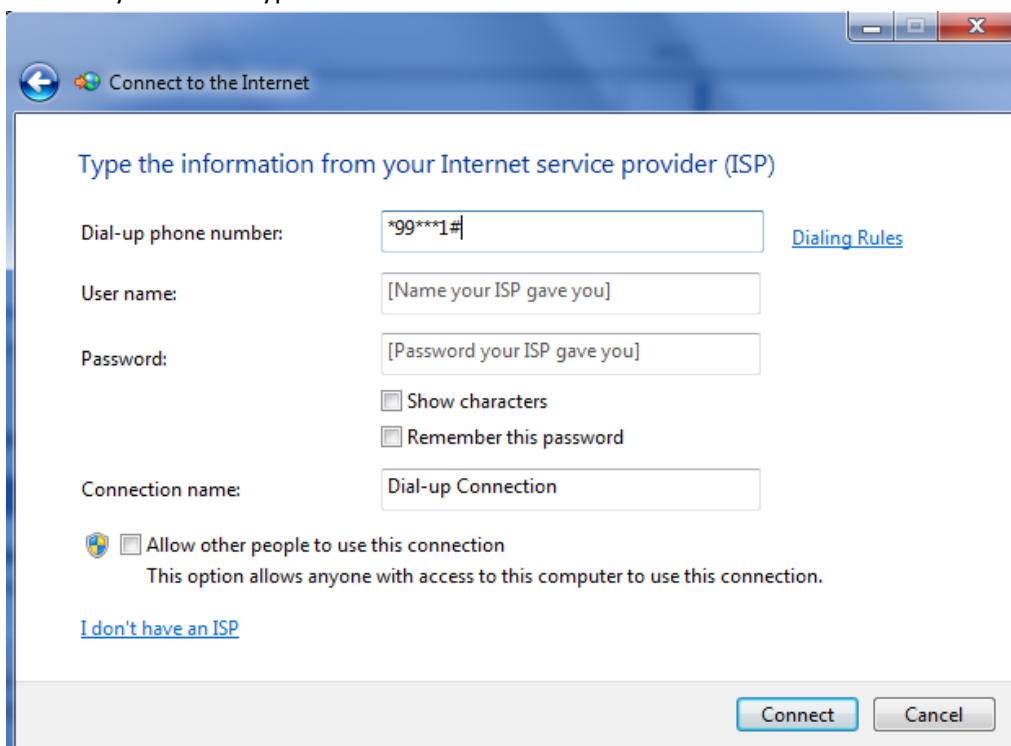 Connect to the Internet
Type the information from your Internet service provider (ISP)
Dial-up phone number: *99***1# Dialing Rules
User name: [Name your ISP gave you]
Password: [Password your ISP gave you]
Show characters
Remember this password
Connection name: Dial-up Connection
Allow other people to use this connection
This option allows anyone with access to this computer to use this connection.
I don't have an ISP
Connect Cancel